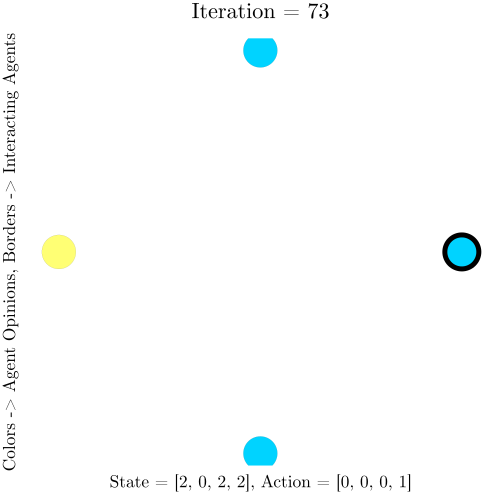 Iteration = 73
Colors -> Agent Opinions, Borders -> Interacting Agents
State = [2, 0, 2, 2], Action = [0, 0, 0, 1]